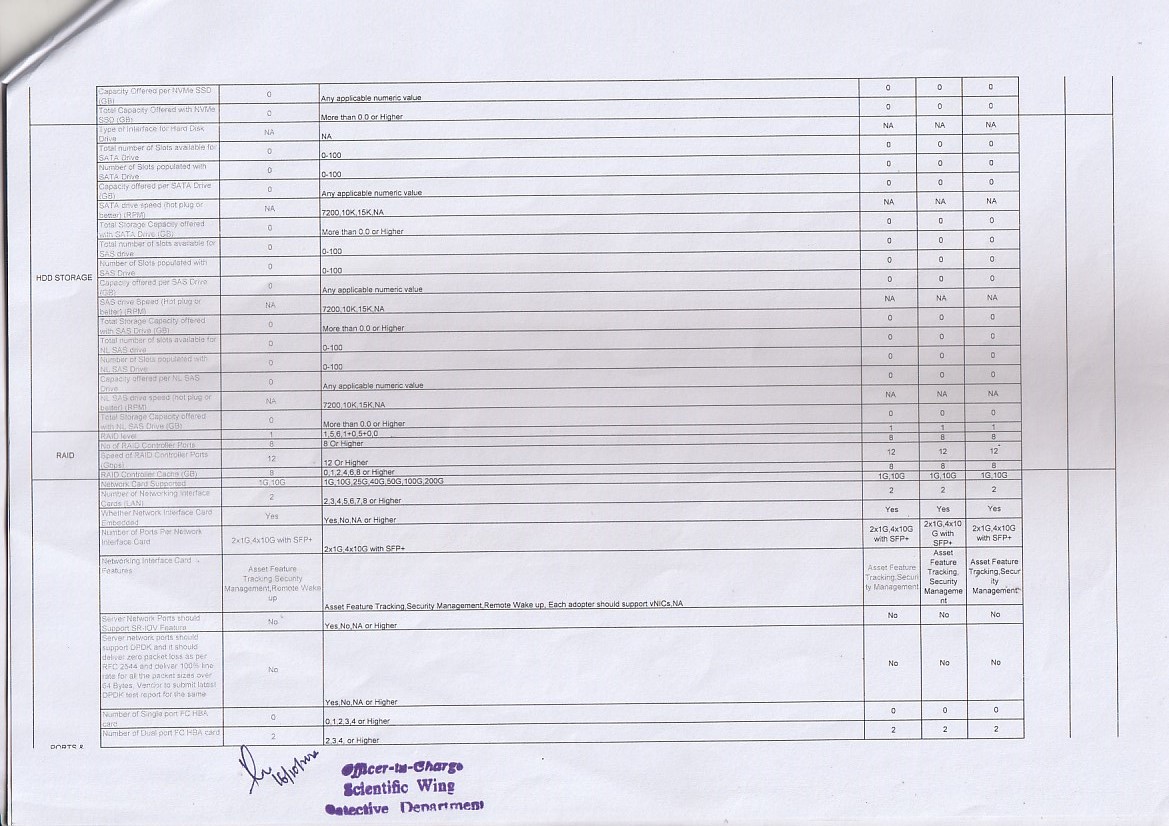 Capacity Offered per NVMe SSD (GB) 0 Any applicable numeric value 0 0 0
Total Capacity Offered with NVMe SSD (GB) 0 More than 0.0 or Higher 0 0 0
HDD STORAGE
Type of Interface for Hard Disk Drive NA NA NA NA NA
Total number of Slots available for SATA Drive 0 0-100 0 0 0
Number of Slots populated with SATA Drive 0 0-100 0 0 0
Capacity offered per SATA Drive (GB) 0 Any applicable numeric value 0 0 0
SATA drive speed (hot plug or better) (RPM) NA 7200,10K,15K,NA NA NA NA
Total Storage Capacity offered with SATA Drive (GB) 0 More than 0.0 or Higher 0 0 0
Total number of slots available for SAS drive 0 0-100 0 0 0
Number of Slots populated with SAS Drive 0 0-100 0 0 0
Capacity offered per SAS Drive (GB) 0 Any applicable numeric value 0 0 0
SAS drive Speed (Hot plug or better) (RPM) NA 7200,10K,15K,NA NA NA NA
Total Storage Capacity offered with SAS Drive (GB) 0 More than 0.0 or Higher 0 0 0
Total number of slots available for NL SAS drive 0 0-100 0 0 0
Number of Slots populated with NL SAS Drive 0 0-100 0 0 0
Capacity offered per NL SAS Drive 0 Any applicable numeric value 0 0 0
NL SAS drive speed (hot plug or better) (RPM) NA 7200,10K,15K,NA NA NA NA
Total Storage Capacity offered with NL SAS Drive (GB) 0 More than 0.0 or Higher 0 0 0
RAID
RAID level 1 1,5,6,1+0,5+0,0 1 1 1
No of RAID Controller Ports 8 8 Or Higher 8 8 8
Speed of RAID Controller Ports (Gbps) 12 12 Or Higher 12 12 12
RAID Controller Cache (GB) 8 0,1,2,4,6,8 or Higher 8 8 8
Network Card Supported 1G,10G 1G,10G,25G,40G,50G,100G,200G 1G,10G 1G,10G 1G,10G
Number of Networking Interface Cards (LAN) 2 2,3,4,5,6,7,8 or Higher 2 2 2
Whether Network Interface Card Embedded Yes Yes,No,NA or Higher Yes Yes Yes
Number of Ports Per Network Interface Card 2x1G,4x10G with SFP+ 2x1G,4x10G with SFP+ 2x1G,4x10G with SFP+ 2x1G,4x10G with SFP+ 2x1G,4x10G with SFP+
Networking Interface Card Features Asset Feature Tracking,Security Management,Remote Wake up Asset Feature Tracking,Security Management,Remote Wake up, Each adopter should support vNICs,NA Asset Feature Tracking,Security Management Asset Feature Tracking,Security Management Asset Feature Tracking,Security Management
Server Network Ports should Support SR-IOV Feature No Yes,No,NA or Higher No No No
Server network ports should support DPDK and it should deliver zero packet loss as per RFC 2544 and deliver 100% line rate for all the packet sizes over 64 Bytes. Vendor to submit latest DPDK test report for the same No Yes,No,NA or Higher No No No
Number of Single port FC HBA card 0 0,1,2,3,4 or Higher 0 0 0
Number of Dual port FC HBA card 2 2,3,4, or Higher 2 2 2
PORTS &
Officer-in-Charge
Scientific Wing
Detective Department